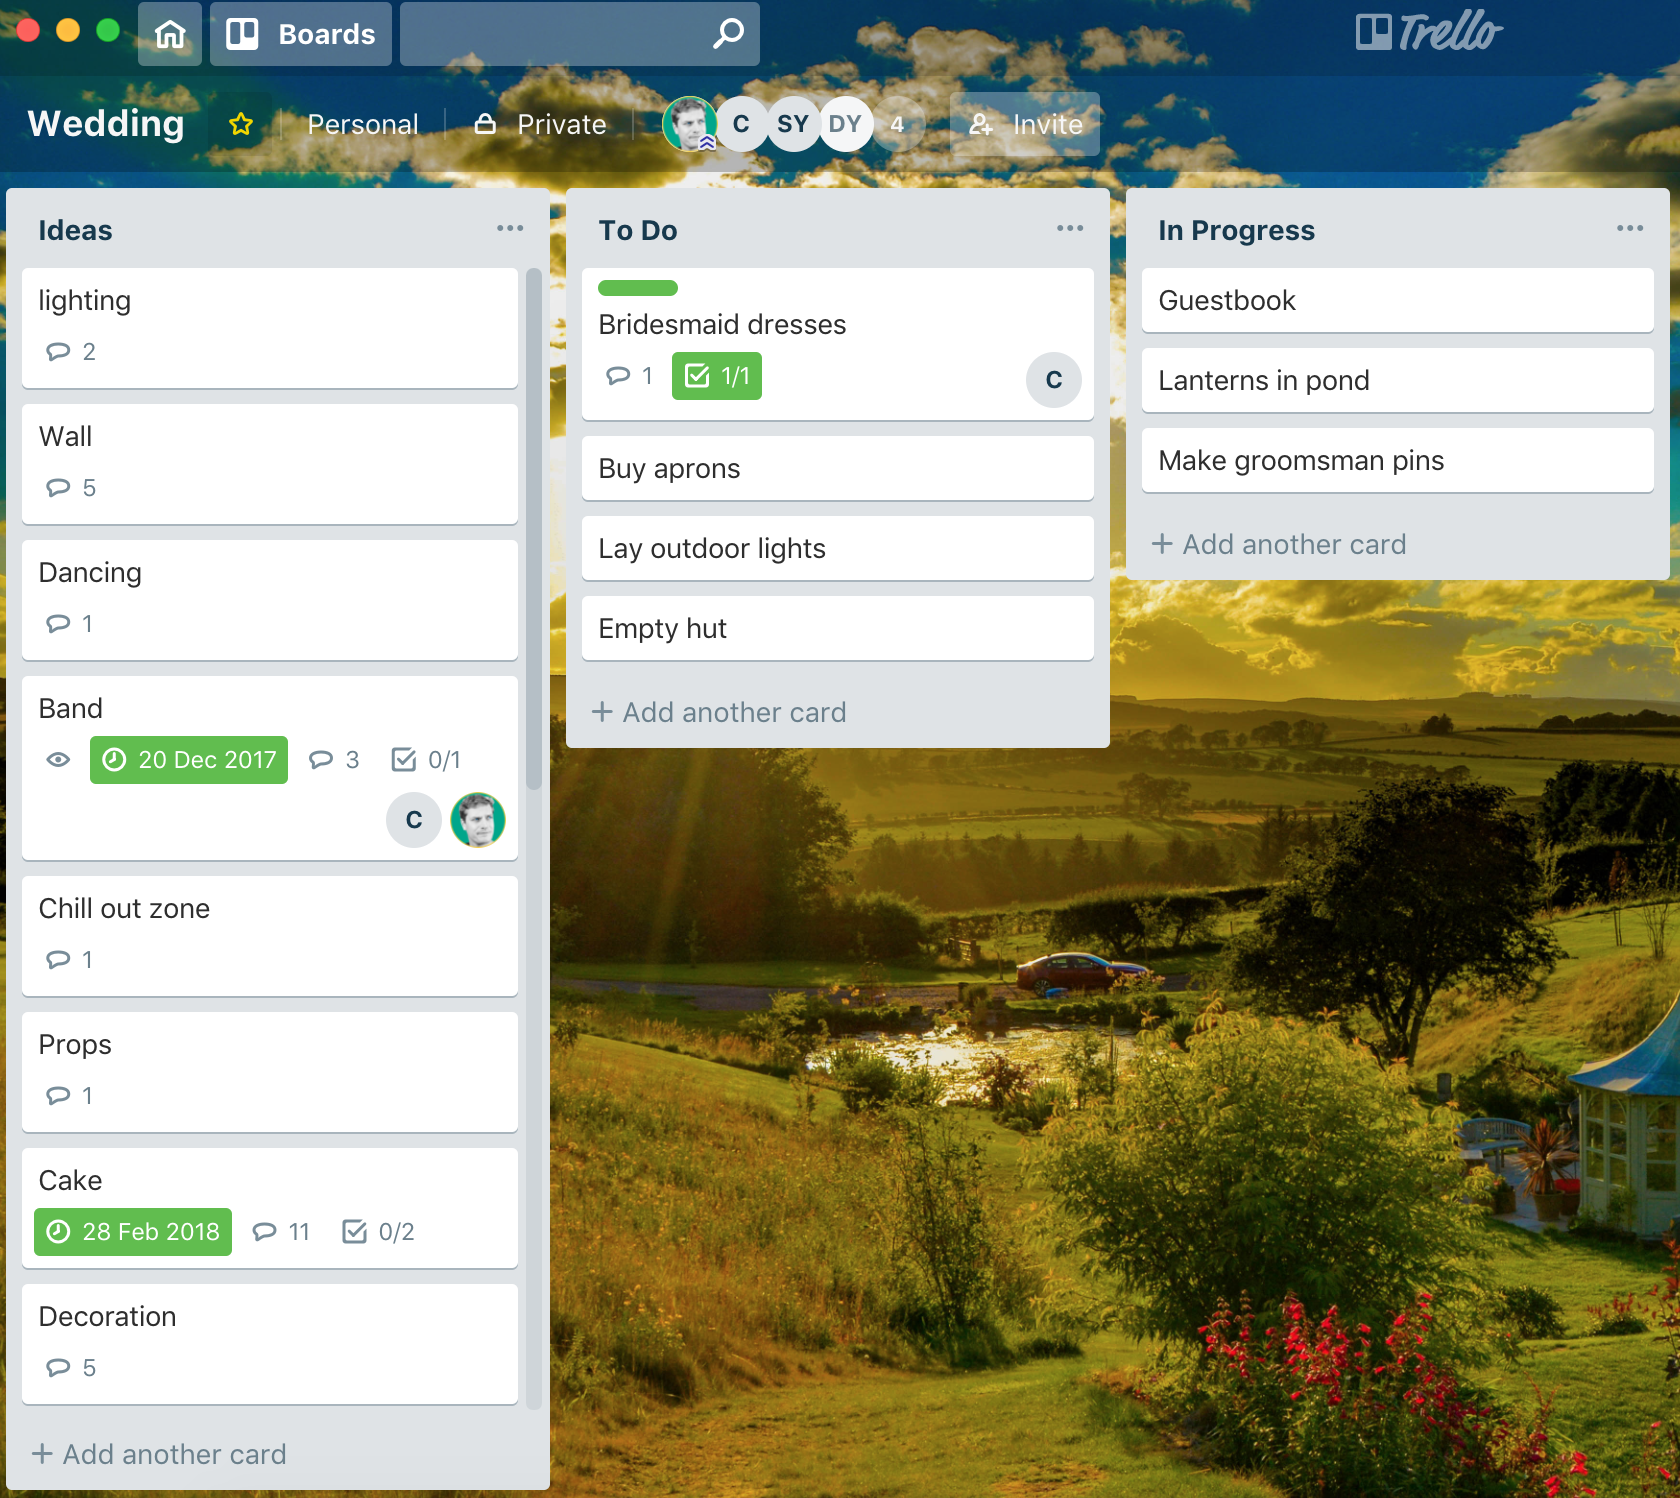 Boards
Trello
Wedding
Personal
Private
C
SY
DY
4
Invite
Ideas
lighting
2
Wall
5
Dancing
1
Band
20 Dec 2017
3
0/1
C
Chill out zone
1
Props
1
Cake
28 Feb 2018
11
0/2
Decoration
5
+ Add another card
To Do
Bridesmaid dresses
1
1/1
C
Buy aprons
Lay outdoor lights
Empty hut
+ Add another card
In Progress
Guestbook
Lanterns in pond
Make groomsman pins
+ Add another card